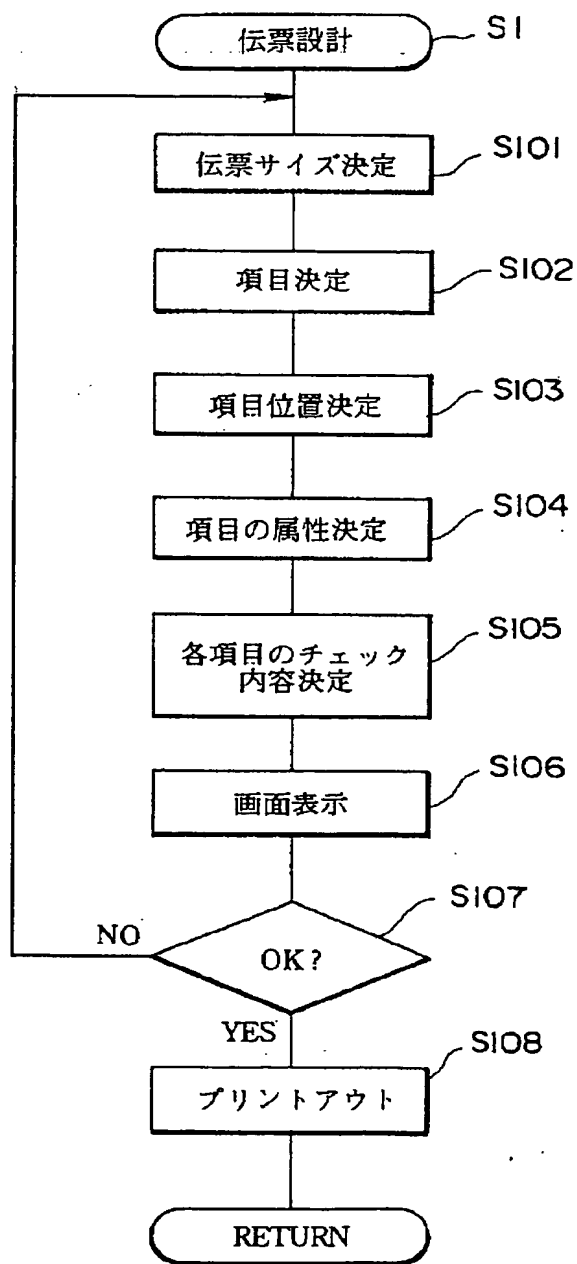 伝票設計
S1
伝票サイズ決定
S101
項目決定
S102
項目位置決定
S103
項目の属性決定
S104
各項目のチェック
内容決定
S105
画面表示
S106
OK?
S107
NO
YES
プリントアウト
S108
RETURN